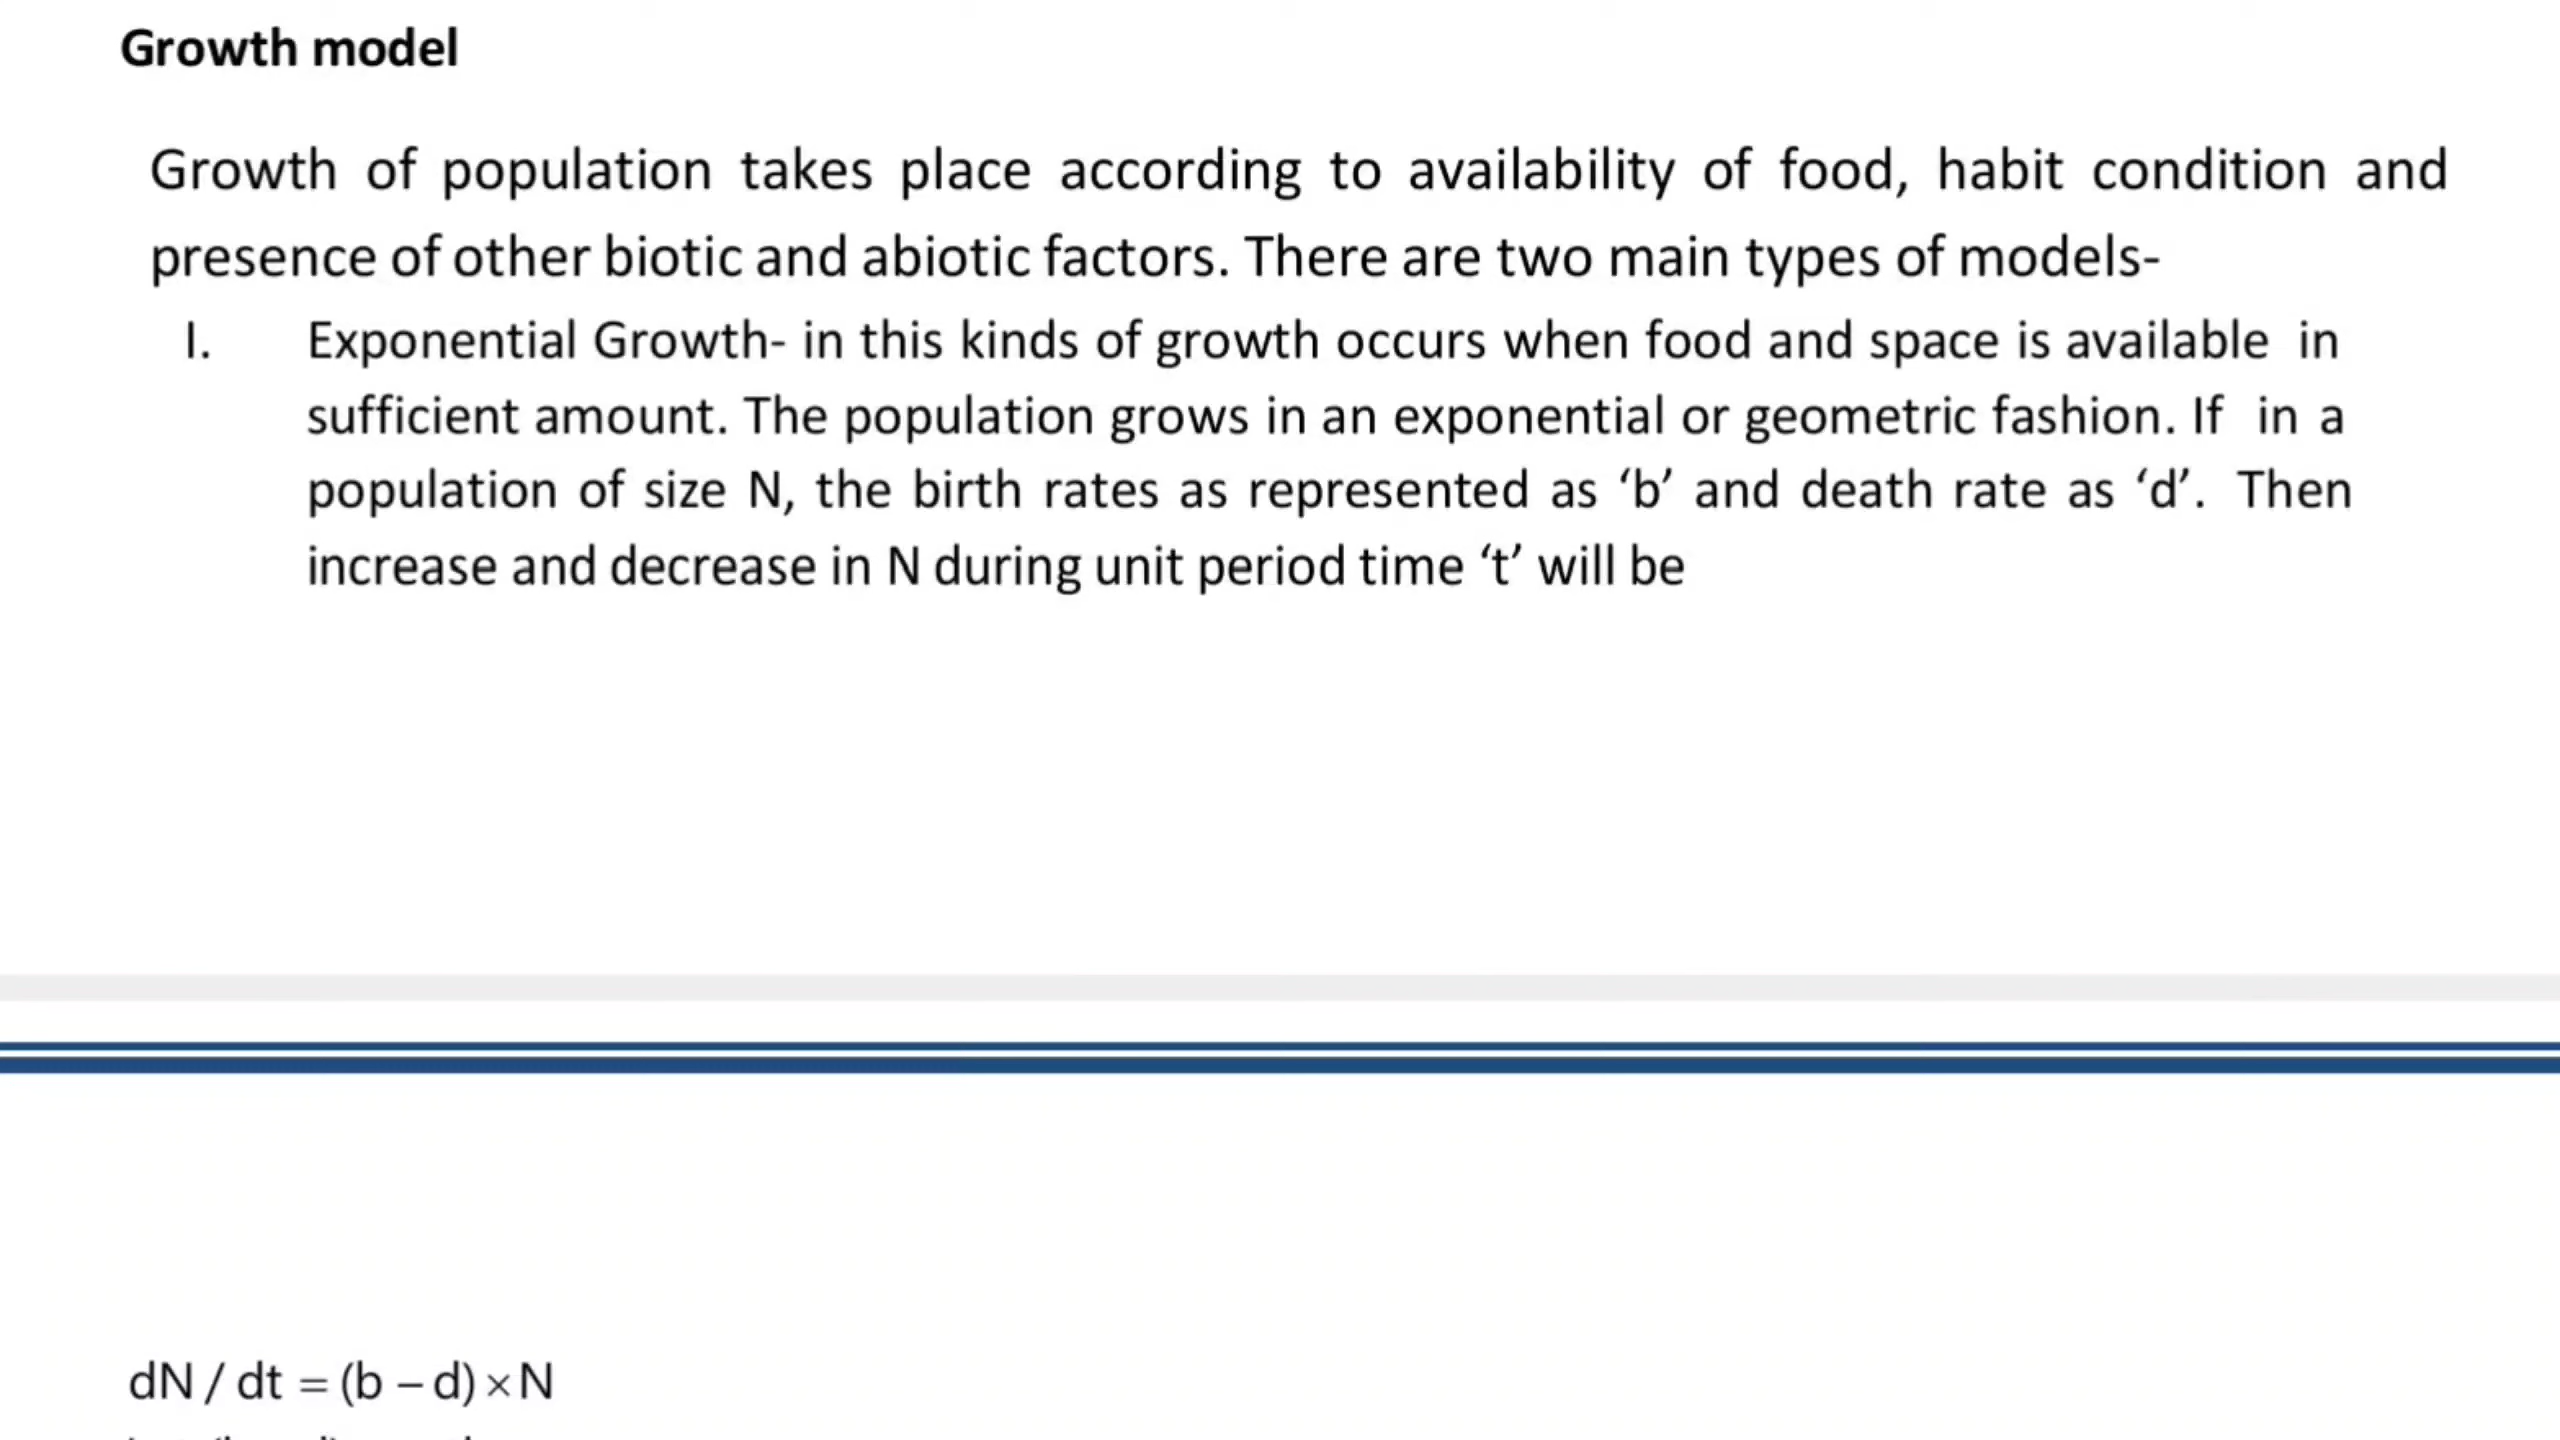 Growth model
Growth of population takes place according to availability of food, habit condition and
presence of other biotic and abiotic factors. There are two main types of models-
I. Exponential Growth- in this kinds of growth occurs when food and space is available in
sufficient amount. The population grows in an exponential or geometric fashion. If in a
population of size N, the birth rates as represented as ‘b’ and death rate as ‘d’. Then
increase and decrease in N during unit period time ‘t’ will be
dN / dt = (b – d) × N